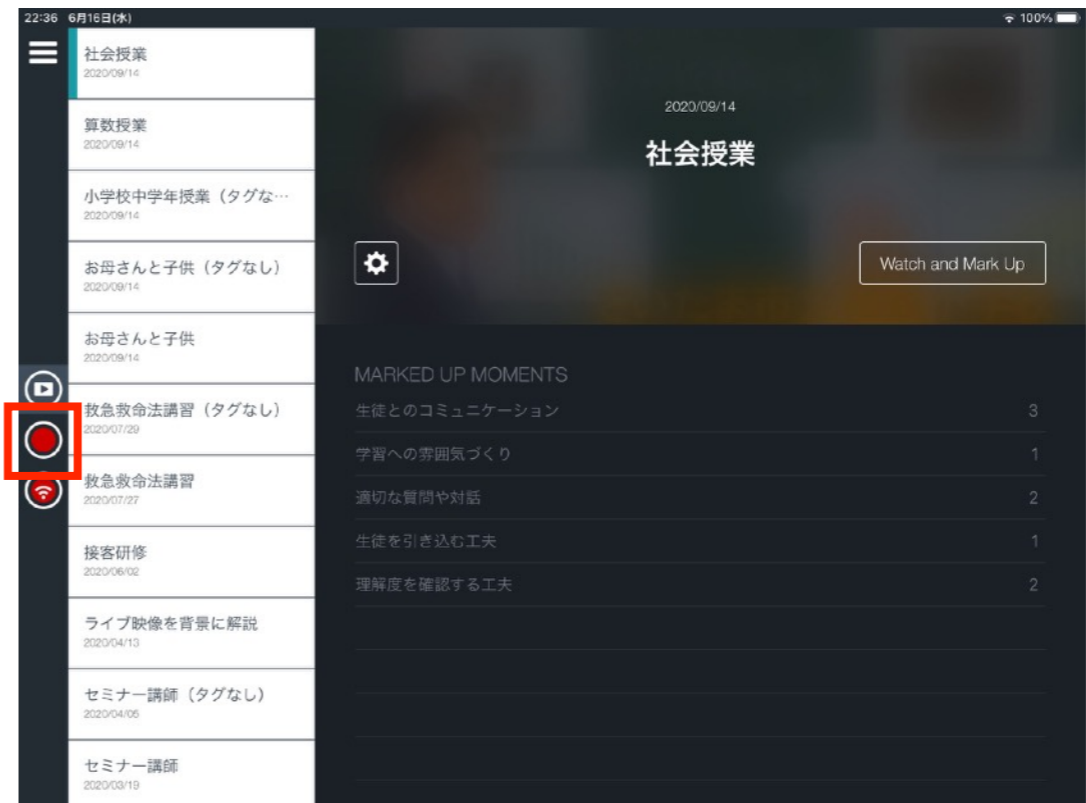 22:36 6月16日(水)
100%
社会授業
2020/09/14
算数授業
2020/09/14
小学校中学年授業（タグな…
2020/09/14
お母さんと子供（タグなし）
2020/09/14
お母さんと子供
2020/09/14
救急救命法講習（タグなし）
2020/07/29
救急救命法講習
2020/07/27
接客研修
2020/06/02
ライブ映像を背景に解説
2020/04/13
セミナー講師（タグなし）
2020/04/05
セミナー講師
2020/03/19
2020/09/14
社会授業
Watch and Mark Up
MARKED UP MOMENTS
生徒とのコミュニケーション 3
学習への雰囲気づくり 1
適切な質問や対話 2
生徒を引き込む工夫 1
理解度を確認する工夫 2